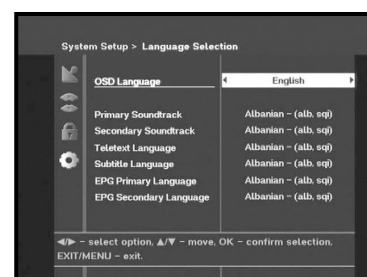 System Setup > Language Selection
OSD Language English
Primary Soundtrack Albanian - (alb, sqi)
Secondary Soundtrack Albanian - (alb, sqi)
Teletext Language Albanian - (alb, sqi)
Subtitle Language Albanian - (alb, sqi)
EPG Primary Language Albanian - (alb, sqi)
EPG Secondary Language Albanian - (alb, sqi)
◄/► - select option, ▲/▼ - move, OK - confirm selection,
EXIT/MENU - exit.